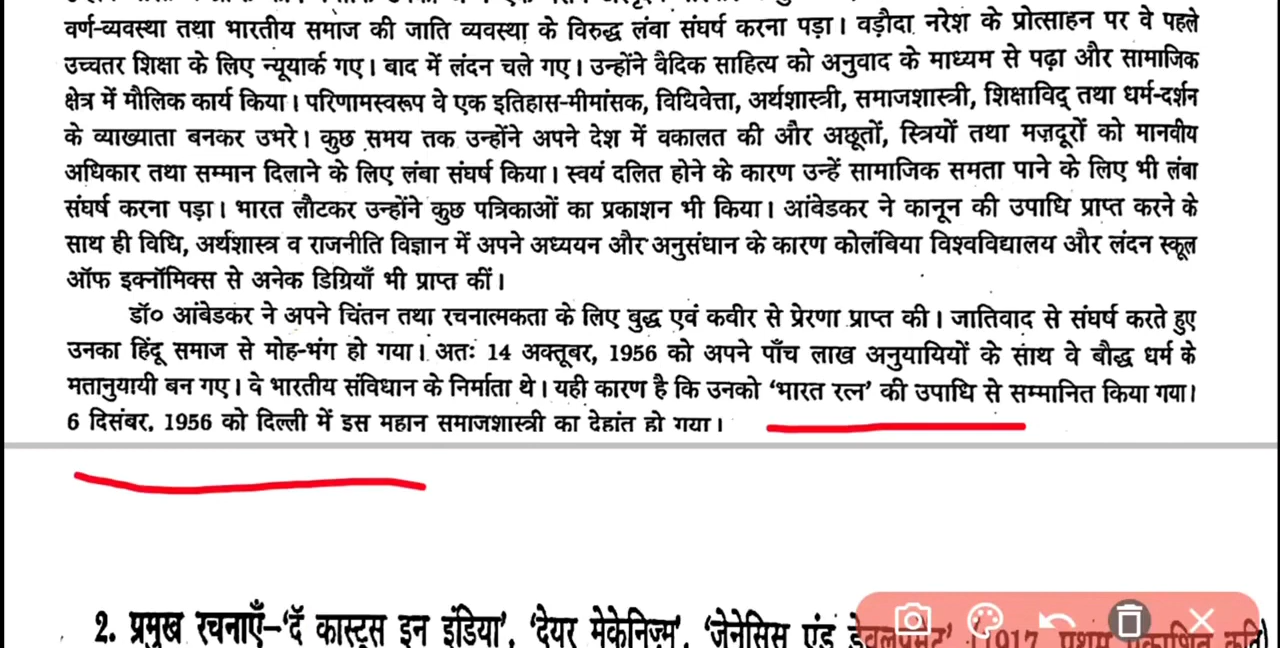 वर्ण-व्यवस्था तथा भारतीय समाज की जाति व्यवस्था के विरुद्ध लंबा संघर्ष करना पड़ा। वड़ौदा नरेश के प्रोत्साहन पर वे पहले
उच्चतर शिक्षा के लिए न्यूयार्क गए। बाद में लंदन चले गए। उन्होंने वैदिक साहित्य को अनुवाद के माध्यम से पढ़ा और सामाजिक
क्षेत्र में मौलिक कार्य किया। परिणामस्वरूप वे एक इतिहास-मीमांसक, विधिवेत्ता, अर्थशास्त्री, समाजशास्त्री, शिक्षाविद् तथा धर्म-दर्शन
के व्याख्याता बनकर उभरे। कुछ समय तक उन्होंने अपने देश में वकालत की और अछूतों, स्त्रियों तथा मज़दूरों को मानवीय
अधिकार तथा सम्मान दिलाने के लिए लंबा संघर्ष किया। स्वयं दलित होने के कारण उन्हें सामाजिक समता पाने के लिए भी लंबा
संघर्ष करना पड़ा। भारत लौटकर उन्होंने कुछ पत्रिकाओं का प्रकाशन भी किया। आंबेडकर ने कानून की उपाधि प्राप्त करने के
साथ ही विधि, अर्थशास्त्र व राजनीति विज्ञान में अपने अध्ययन और अनुसंधान के कारण कोलंबिया विश्वविद्यालय और लंदन स्कूल
ऑफ इक्नॉमिक्स से अनेक डिग्रियाँ भी प्राप्त कीं।
डॉ० आंबेडकर ने अपने चिंतन तथा रचनात्मकता के लिए बुद्ध एवं कवीर से प्रेरणा प्राप्त की। जातिवाद से संघर्ष करते हुए
उनका हिंदू समाज से मोह-भंग हो गया। अतः 14 अक्तूबर, 1956 को अपने पाँच लाख अनुयायियों के साथ वे बौद्ध धर्म के
मतानुयायी बन गए। वे भारतीय संविधान के निर्माता थे। यही कारण है कि उनको ‘भारत रत्न’ की उपाधि से सम्मानित किया गया।
6 दिसंबर, 1956 को दिल्ली में इस महान समाजशास्त्री का देहांत हो गया।
2. प्रमुख रचनाएँ–‘दॅ कास्ट्स इन इंडिया’, ‘देयर मेकेनिज़्म’, ‘जेनेसिस एंड डेवलपमेंट’ (1917 प्रथम प्रकाशित कृति)